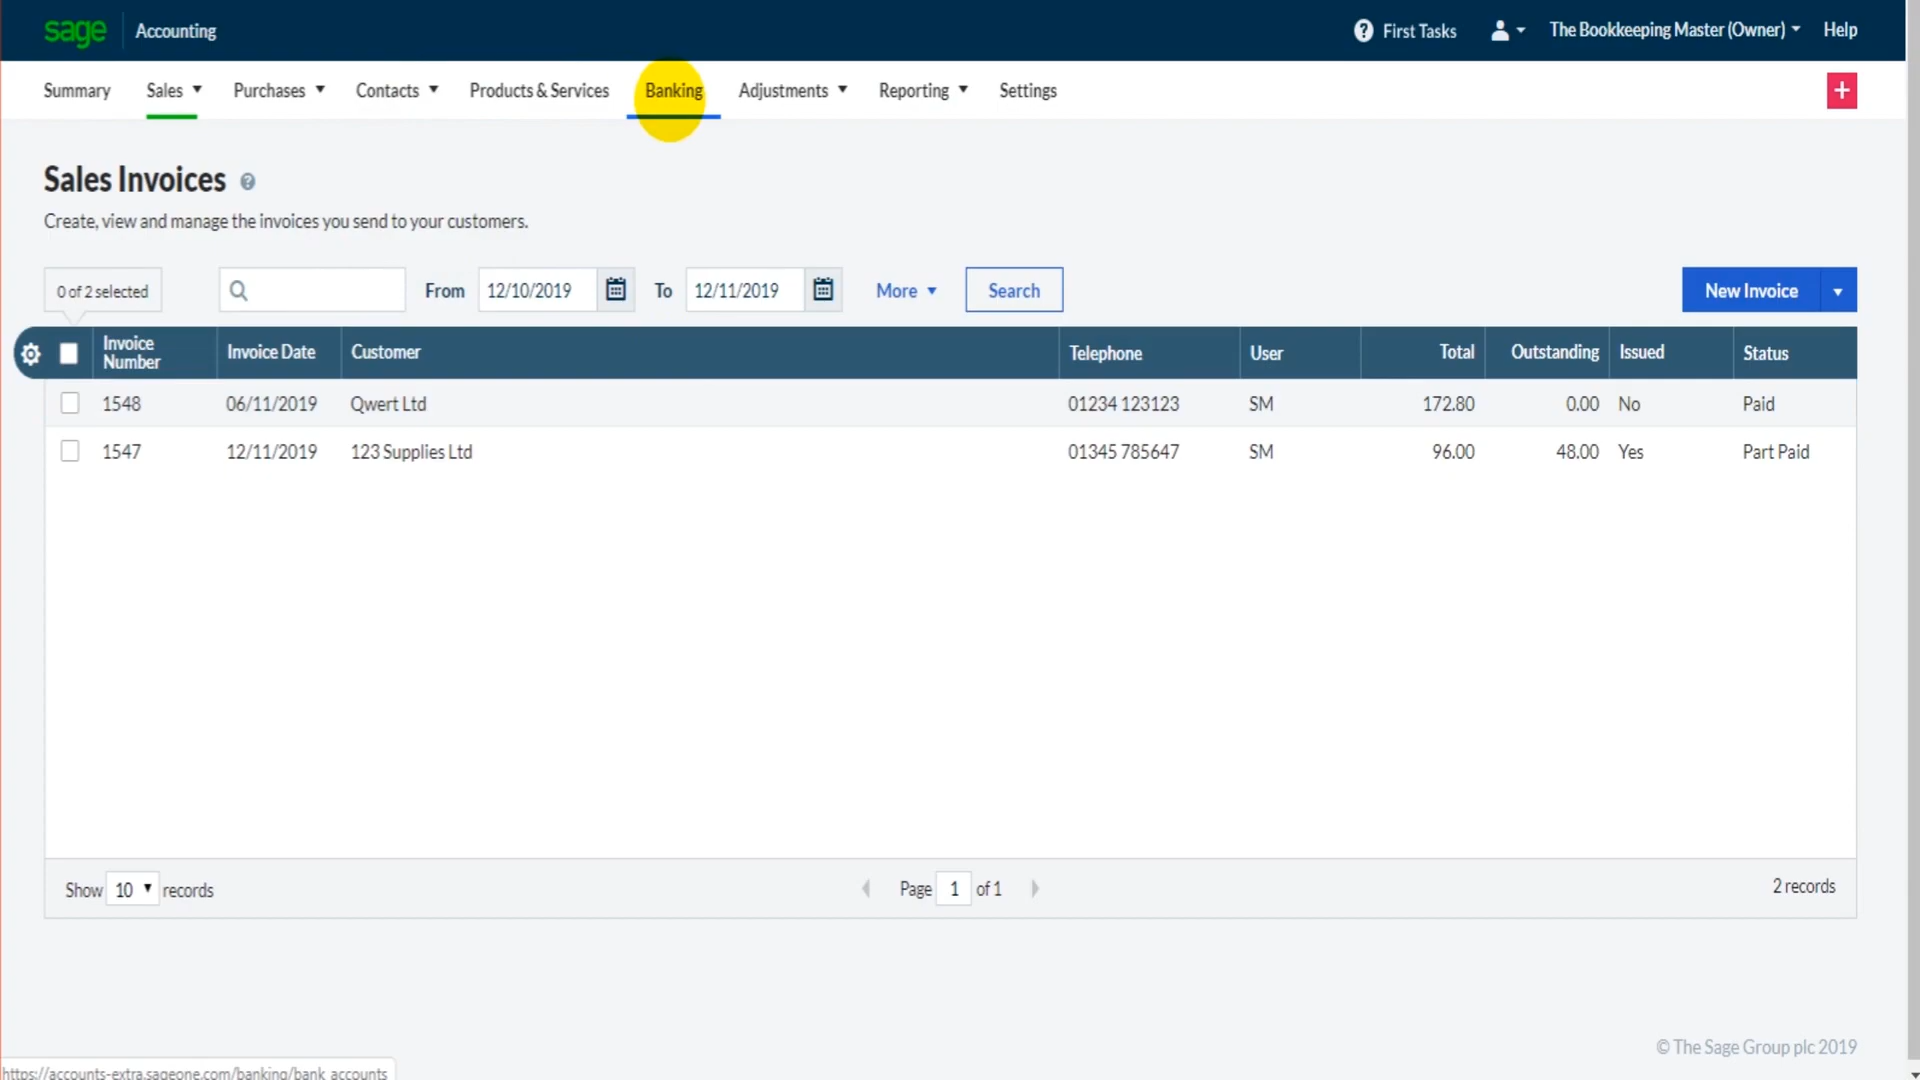 sage Accounting First Tasks The Bookkeeping Master (Owner) Help
Summary Sales Purchases Contacts Products & Services Banking Adjustments Reporting Settings
Sales Invoices
Create, view and manage the invoices you send to your customers.
0 of 2 selected From 12/10/2019 To 12/11/2019 More Search New Invoice
Invoice Number Invoice Date Customer Telephone User Total Outstanding Issued Status
1548 06/11/2019 Qwert Ltd 01234 123123 SM 172.80 0.00 No Paid
1547 12/11/2019 123 Supplies Ltd 01345 785647 SM 96.00 48.00 Yes Part Paid
Show 10 records Page 1 of 1 2 records
© The Sage Group plc 2019
https://accounts-extra.sageone.com/banking/bank_accounts